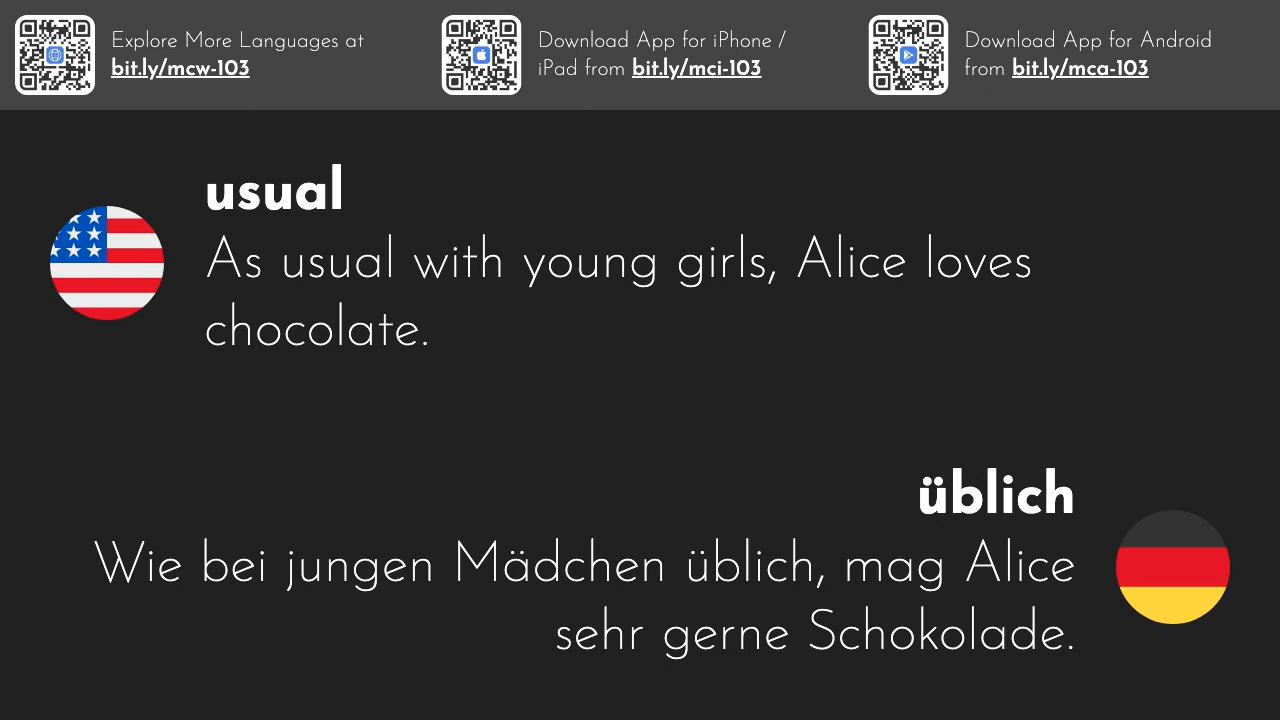 Explore More Languages at
bit.ly/mcw-103
Download App for iPhone /
iPad from bit.ly/mci-103
Download App for Android
from bit.ly/mca-103
usual
As usual with young girls, Alice loves
chocolate.
üblich
Wie bei jungen Mädchen üblich, mag Alice
sehr gerne Schokolade.